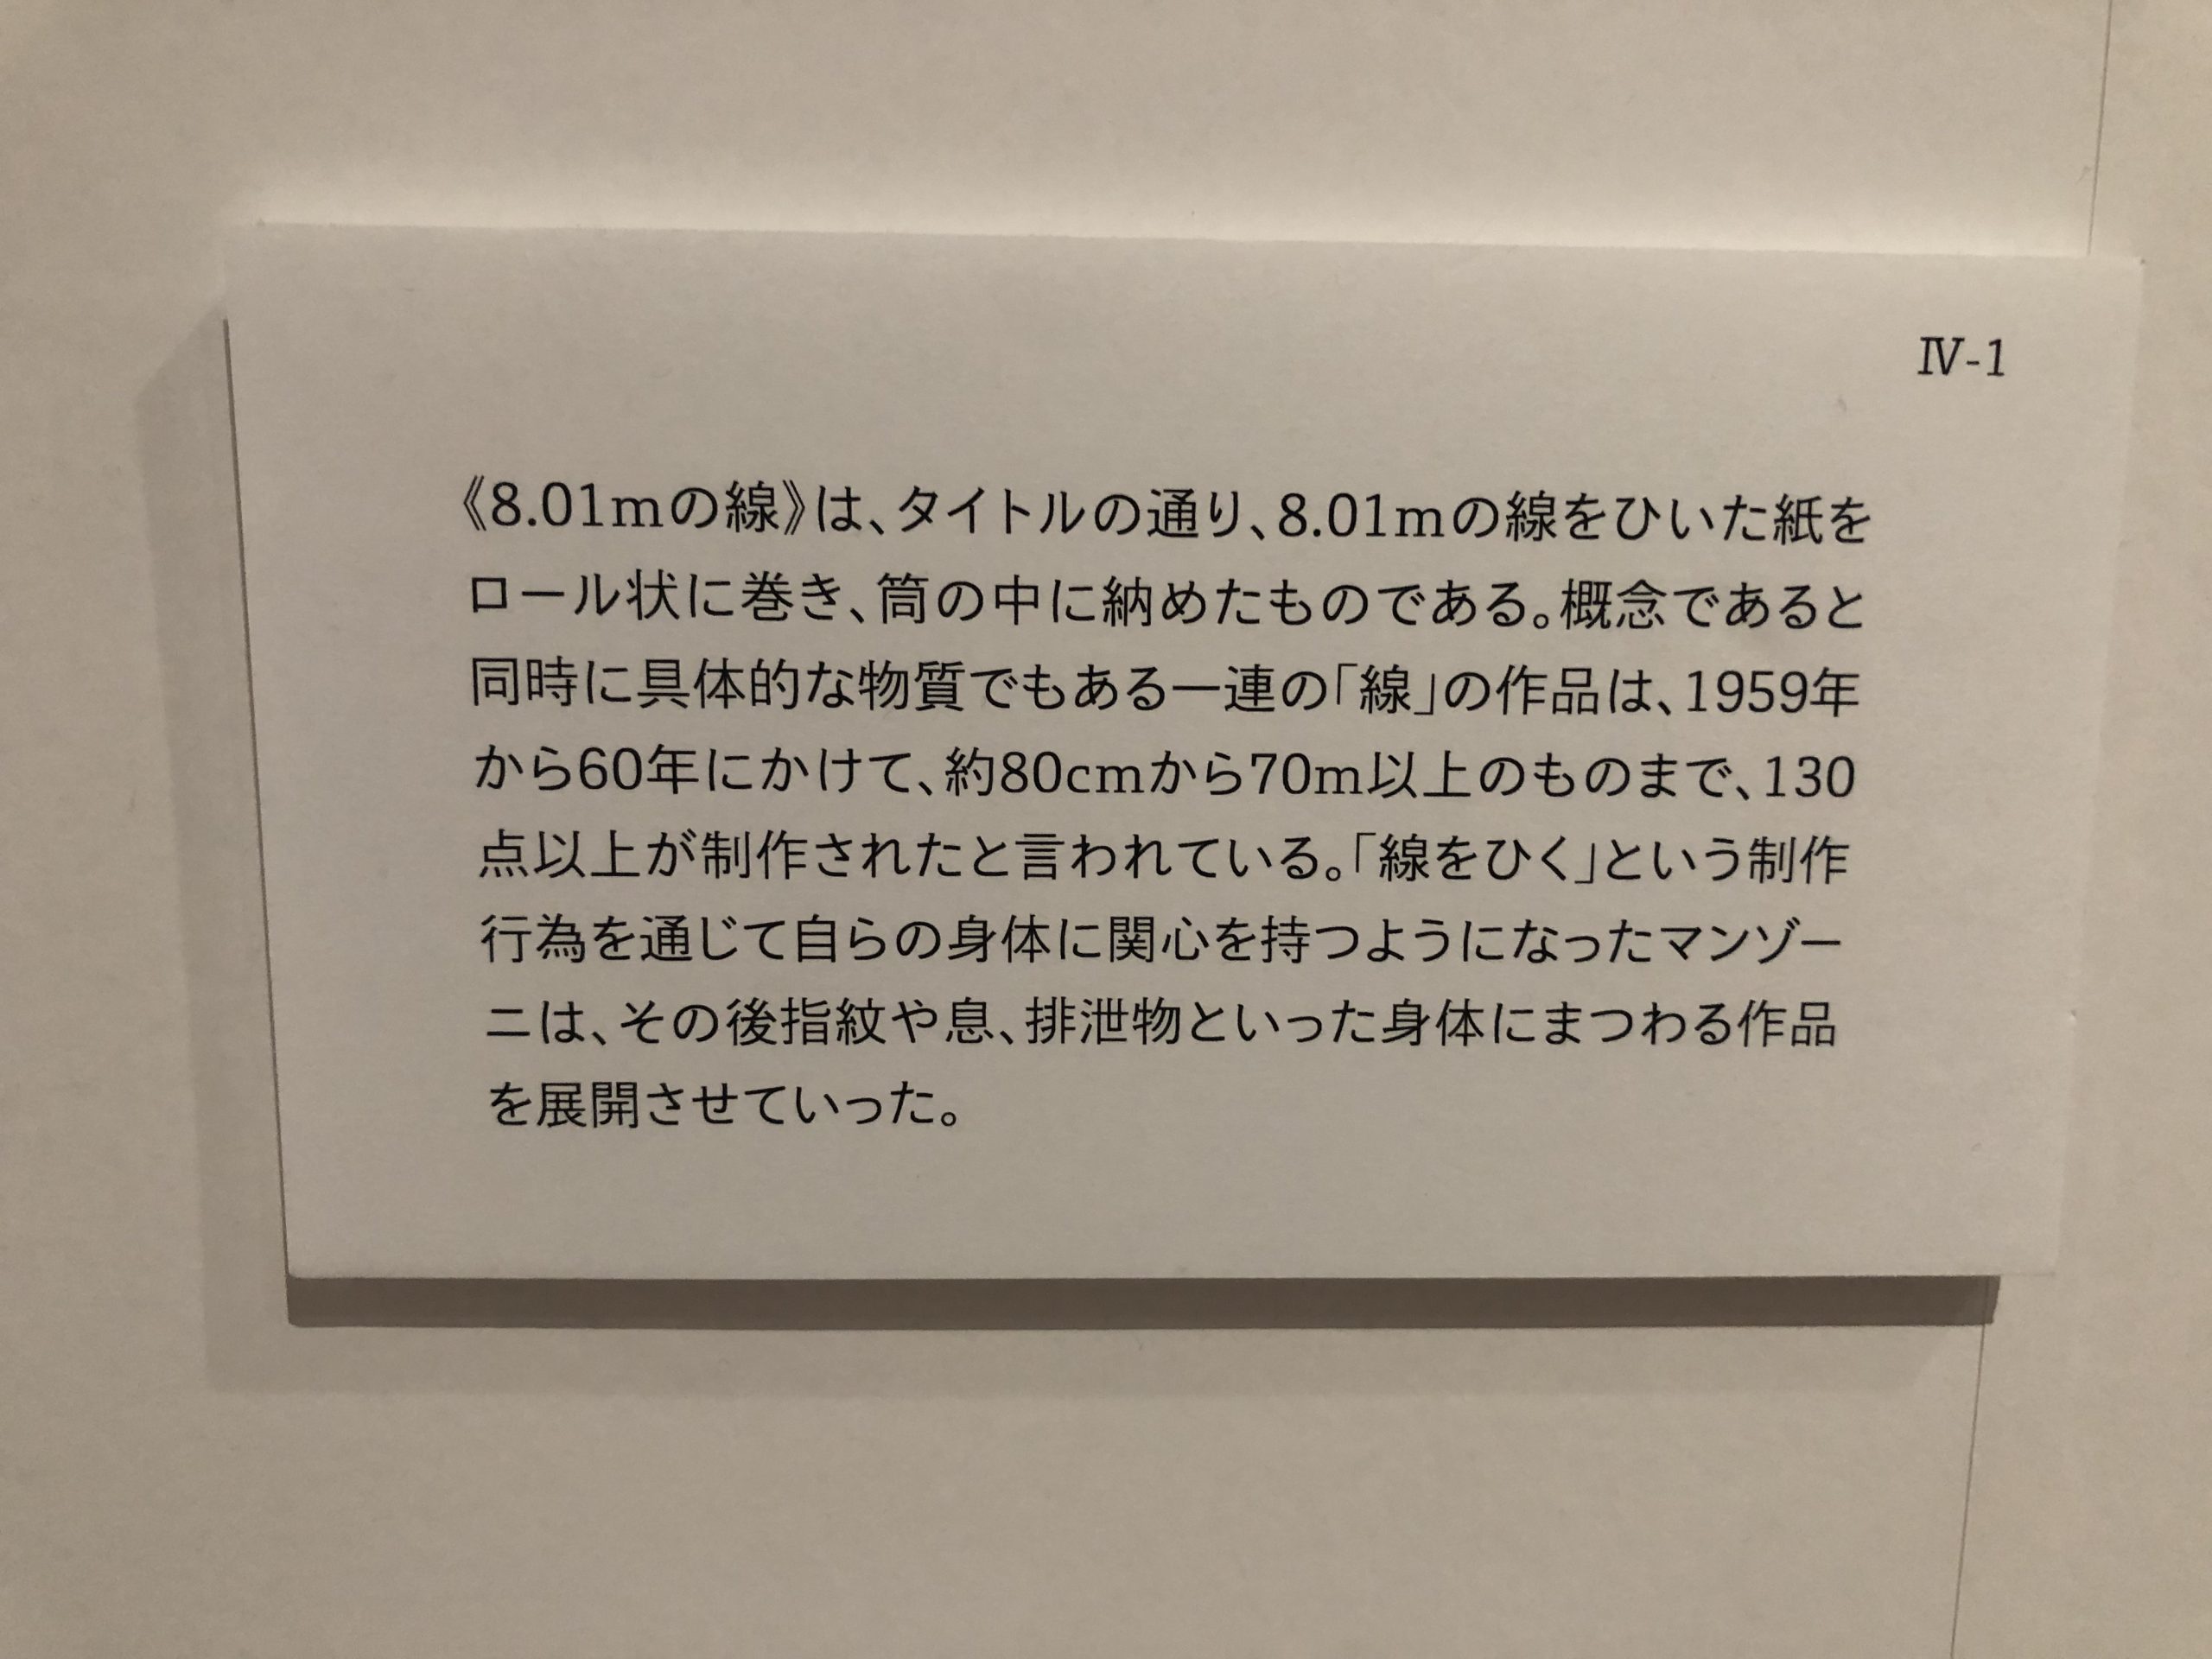 Ⅳ-1
《8.01mの線》は、タイトルの通り、8.01mの線をひいた紙を
ロール状に巻き、筒の中に納めたものである。概念であると
同時に具体的な物質でもある一連の「線」の作品は、1959年
から60年にかけて、約80cmから70m以上のものまで、130
点以上が制作されたと言われている。「線をひく」という制作
行為を通じて自らの身体に関心を持つようになったマンゾー
ニは、その後指紋や息、排泄物といった身体にまつわる作品
を展開させていった。